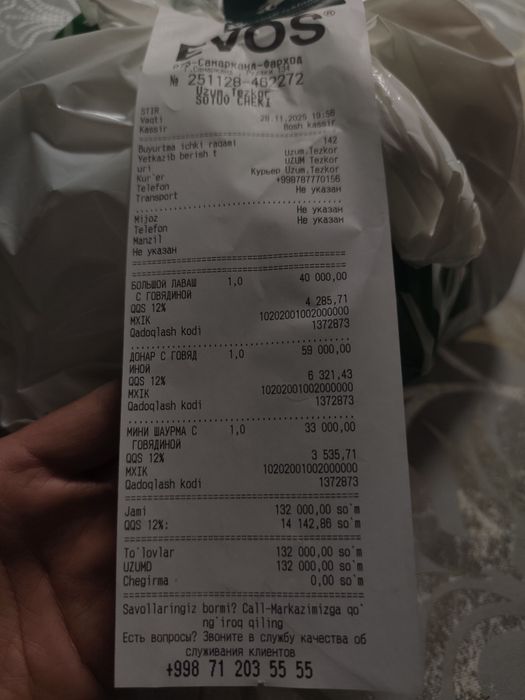 EVOS®
Самарканд-Фарход
№ 251128-462272
Uzum.Tezkor
SOTUV CHEKI
STIR
Vaqti 28.11.2025 19:56
Kassir Bosh kassir
Buyurtma ichki raqami 142
Yetkazib berish t Uzum.Tezkor
uri UZUM Tezkor
Kur'er Курьер Uzum.Tezkor
Telefon +998787770156
Transport Не указан
Mijoz Не указан
Telefon Не указан
Manzil
Не указан
БОЛЬШОЙ ЛАВАШ 1,0 40 000,00
С ГОВЯДИНОЙ
QQS 12% 4 285,71
MXIK 10202001002000000
Qadoqlash kodi 1372873
ДОНАР С ГОВЯД 1,0 59 000,00
ИНОЙ
QQS 12% 6 321,43
MXIK 10202001002000000
Qadoqlash kodi 1372873
МИНИ ШАУРМА С 1,0 33 000,00
ГОВЯДИНОЙ
QQS 12% 3 535,71
MXIK 10202001002000000
Qadoqlash kodi 1372873
Jami 132 000,00 so'm
QQS 12%: 14 142,86 so'm
To'lovlar 132 000,00 so'm
UZUMD 132 000,00 so'm
Chegirma 0,00 so'm
Savollaringiz bormi? Call-Markazimizga qo'
ng'iroq qiling
Есть вопросы? Звоните в службу качества об
служивания клиентов
+998 71 203 55 55